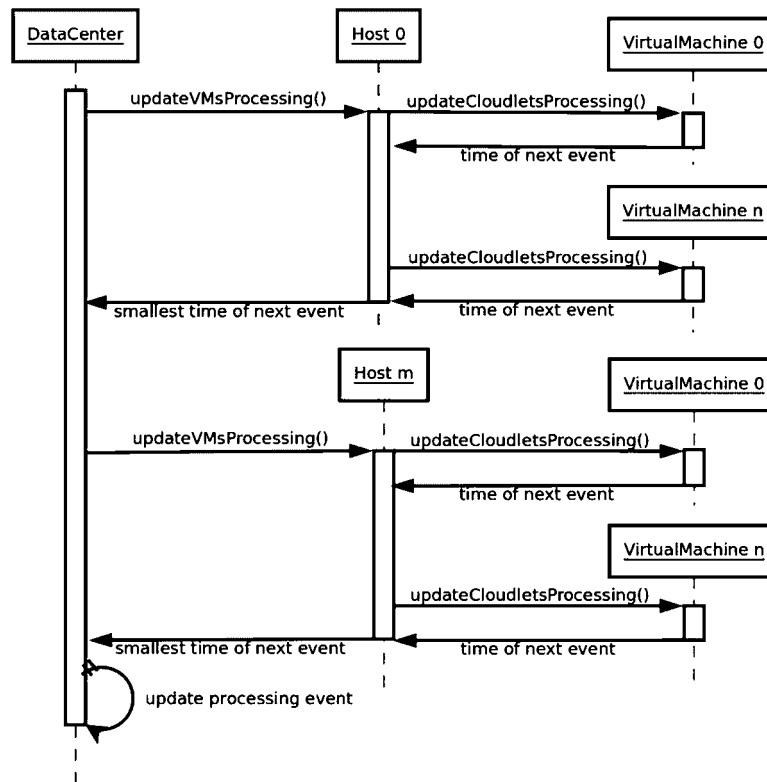 DataCenter
Host 0
VirtualMachine 0
updateVMsProcessing()
updateCloudletsProcessing()
time of next event
VirtualMachine n
updateCloudletsProcessing()
smallest time of next event
time of next event
Host m
VirtualMachine 0
updateVMsProcessing()
updateCloudletsProcessing()
time of next event
VirtualMachine n
updateCloudletsProcessing()
smallest time of next event
time of next event
update processing event